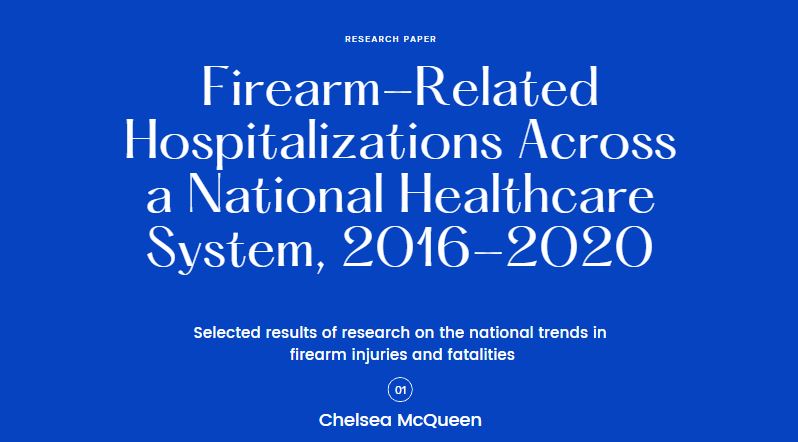 RESEARCH PAPER
Firearm–Related
Hospitalizations Across
a National Healthcare
System, 2016–2020
Selected results of research on the national trends in
firearm injuries and fatalities
01
Chelsea McQueen